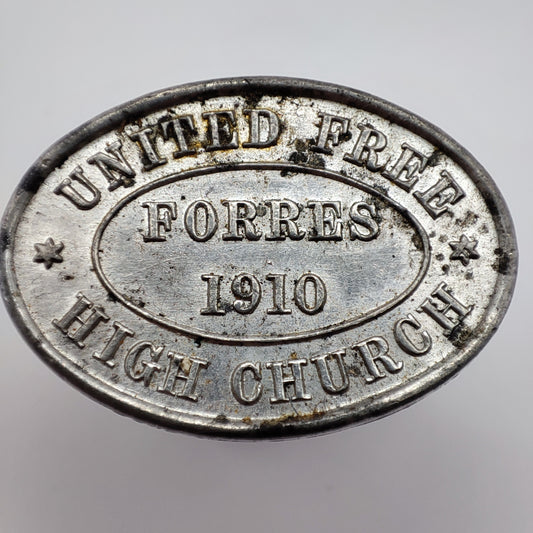 UNITED FREE
FORRES
1910
HIGH CHURCH